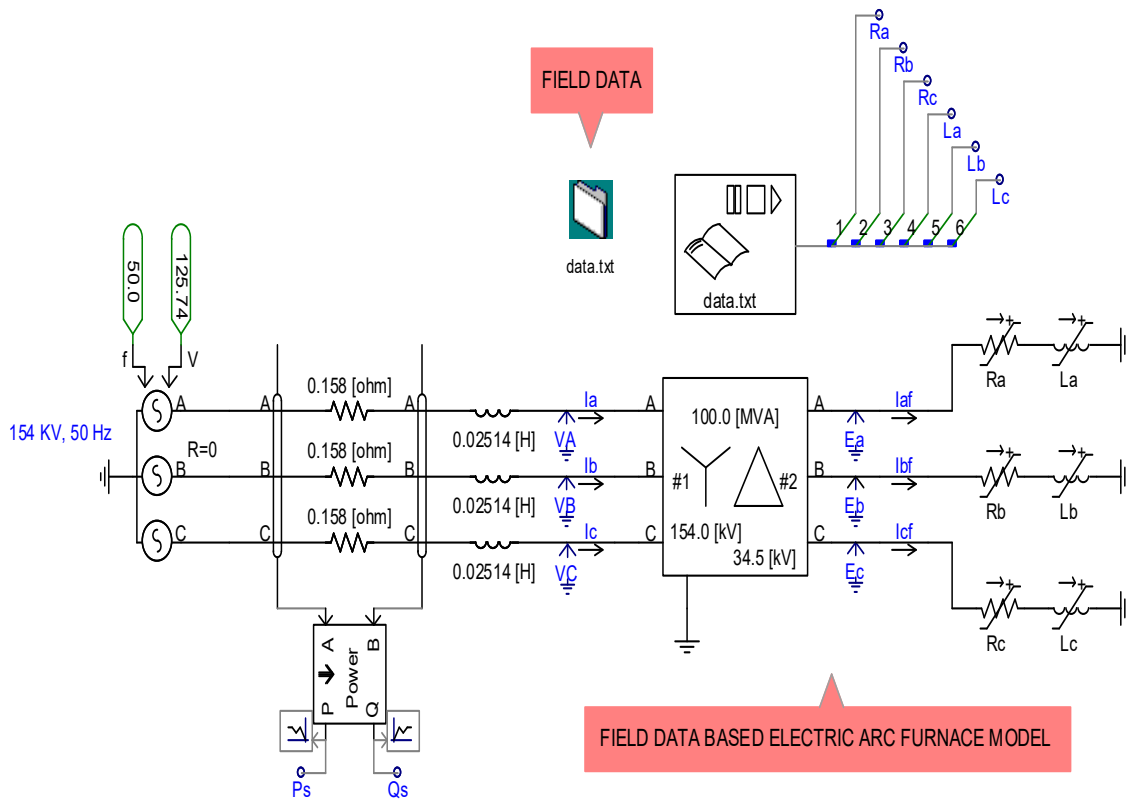 Ra
Rb
Rc
La
Lb
Lc
FIELD DATA
data.txt
1 2 3 4 5 6
data.txt
50.0
125.74
f
V
154 KV, 50 Hz
R=0
A
B
C
A
B
C
0.158 [ohm]
0.158 [ohm]
0.158 [ohm]
A
B
C
0.02514 [H]
0.02514 [H]
0.02514 [H]
Ia
VA
Ib
VB
Ic
VC
A
B
C
100.0 [MVA]
#1
#2
154.0 [kV]
34.5 [kV]
A
B
C
Iaf
Ea
Ibf
Eb
Icf
Ec
Ra
La
Rb
Lb
Rc
Lc
A
B
Power
P
Q
Ps
Qs
FIELD DATA BASED ELECTRIC ARC FURNACE MODEL